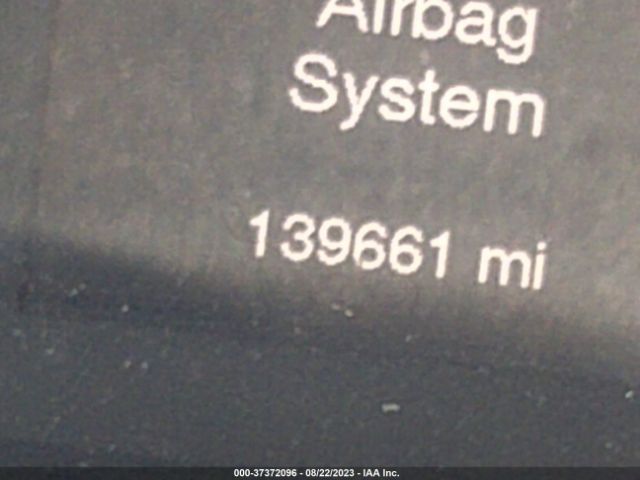 Airbag
System
139661 mi
000-37372096 - 08/22/2023 - IAA Inc.